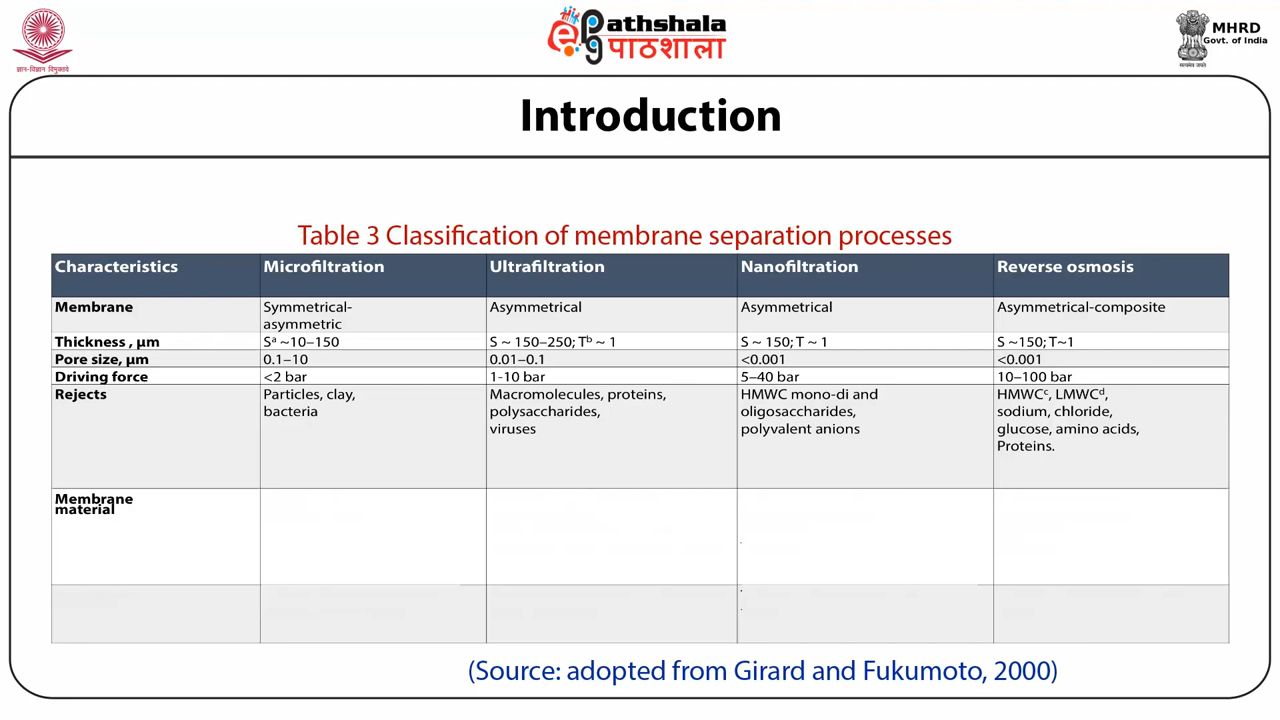 ज्ञान-विज्ञान विमुक्तये
ePathshala
पाठशाला
MHRD
Govt. of India
सत्यमेव जयते
Introduction
Table 3 Classification of membrane separation processes
Characteristics Microfiltration Ultrafiltration Nanofiltration Reverse osmosis
Membrane Symmetrical- Asymmetrical Asymmetrical Asymmetrical-composite
asymmetric
Thickness , µm Sᵃ ~10–150 S ~ 150–250; Tᵇ ~ 1 S ~ 150; T ~ 1 S ~150; T~1
Pore size, µm 0.1–10 0.01–0.1 <0.001 <0.001
Driving force <2 bar 1-10 bar 5–40 bar 10–100 bar
Rejects Particles, clay, Macromolecules, proteins, HMWC mono-di and HMWCᶜ, LMWCᵈ,
bacteria polysaccharides, oligosaccharides, sodium, chloride,
viruses polyvalent anions glucose, amino acids,
Proteins.
Membrane
material
(Source: adopted from Girard and Fukumoto, 2000)